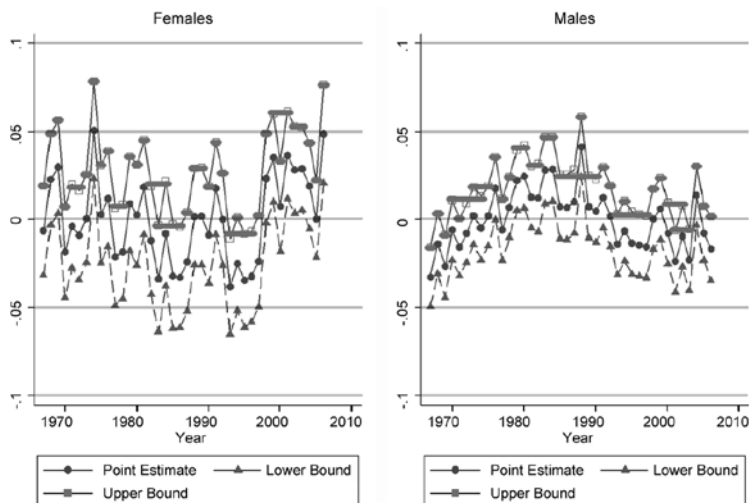 Females
.1
.05
0
-.05
-.1
1970 1980 1990 2000 2010
Year
Point Estimate Lower Bound
Upper Bound
Males
.1
.05
0
-.05
-.1
1970 1980 1990 2000 2010
Year
Point Estimate Lower Bound
Upper Bound